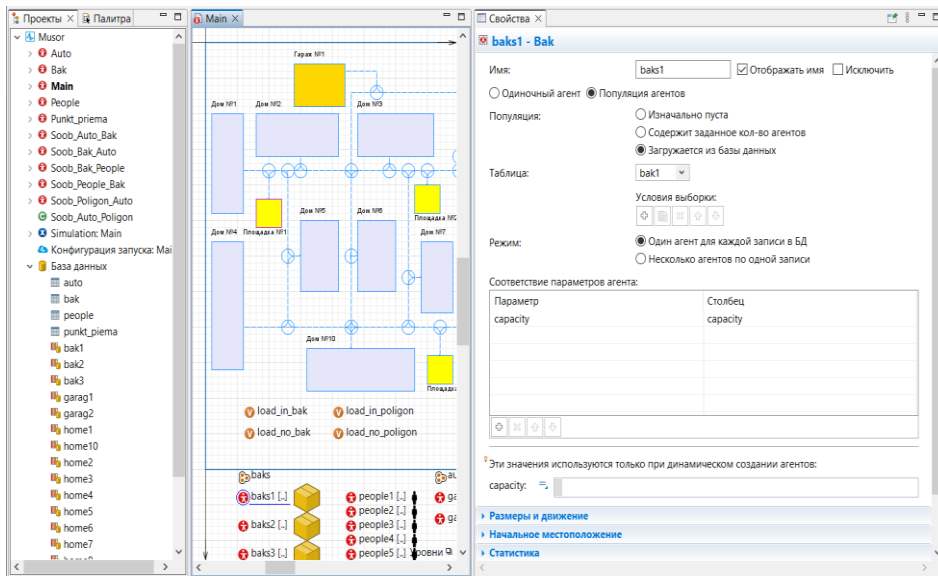 Проекты
Палитра
Musor
Auto
Bak
Main
People
Punkt_priema
Soob_Auto_Bak
Soob_Bak_Auto
Soob_Bak_People
Soob_People_Bak
Soob_Poligon_Auto
Soob_Auto_Poligon
Simulation: Main
Конфигурация запуска: Mai
База данных
auto
bak
people
punkt_piema
bak1
bak2
bak3
garag1
garag2
home1
home10
home2
home3
home4
home5
home6
home7
Main
Гараж №1
Дом №1 Дом №2 Дом №3
Дом №5 Дом №6 Площадка №2
Дом №4 Площадка №1 Дом №7
Дом №10
Площадка
load_in_bak load_in_poligon
load_no_bak load_no_poligon
baks au
baks1 [..] people1 [..] ga
people2 [..]
baks2 [..] people3 [..] ga
people4 [..]
baks3 [..] people5 [..] Уровни
Свойства
baks1 - Bak
Имя: baks1 Отображать имя Исключить
Одиночный агент Популяция агентов
Популяция: Изначально пуста
Содержит заданное кол-во агентов
Загружается из базы данных
Таблица: bak1
Условия выборки:
Режим: Один агент для каждой записи в БД
Несколько агентов по одной записи
Соответствие параметров агента:
Параметр Столбец
capacity capacity
Эти значения используются только при динамическом создании агентов:
capacity:
Размеры и движение
Начальное местоположение
Статистика